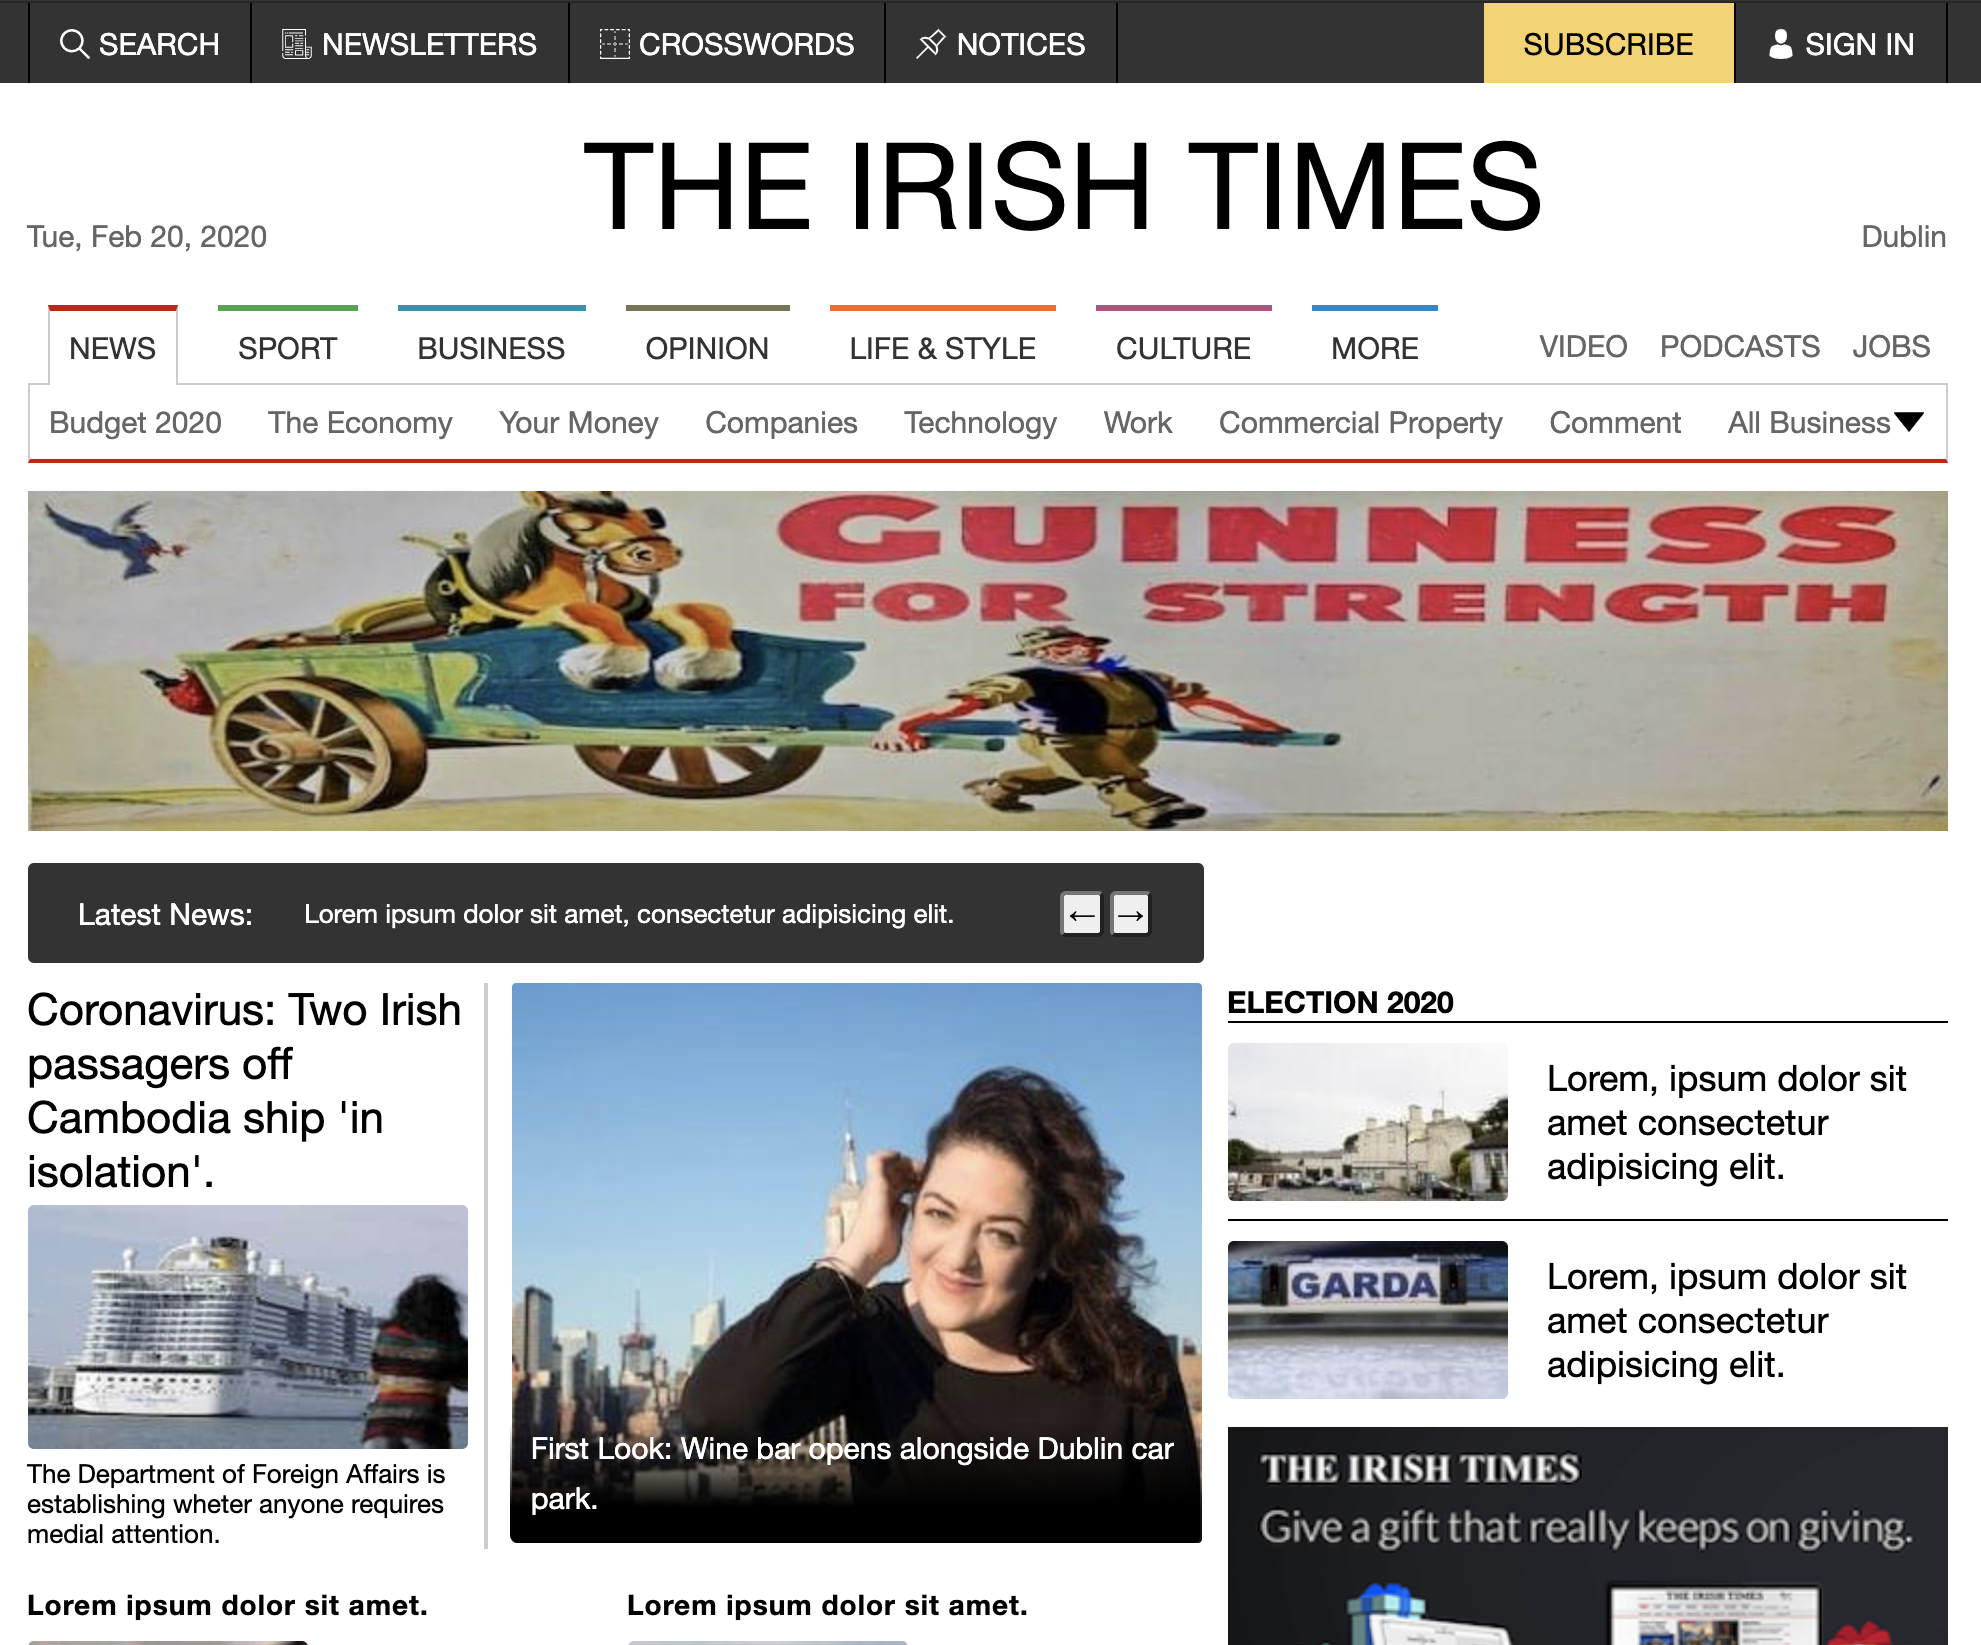 SEARCH
NEWSLETTERS
CROSSWORDS
NOTICES
SUBSCRIBE
SIGN IN
THE IRISH TIMES
Tue, Feb 20, 2020
Dublin
NEWS
SPORT
BUSINESS
OPINION
LIFE & STYLE
CULTURE
MORE
VIDEO
PODCASTS
JOBS
Budget 2020
The Economy
Your Money
Companies
Technology
Work
Commercial Property
Comment
All Business
GUINNESS
FOR STRENGTH
Latest News:
Lorem ipsum dolor sit amet, consectetur adipisicing elit.
← →
Coronavirus: Two Irish
passagers off
Cambodia ship 'in
isolation'.
The Department of Foreign Affairs is
establishing wheter anyone requires
medial attention.
First Look: Wine bar opens alongside Dublin car
park.
ELECTION 2020
Lorem, ipsum dolor sit
amet consectetur
adipisicing elit.
GARDA
Lorem, ipsum dolor sit
amet consectetur
adipisicing elit.
THE IRISH TIMES
Give a gift that really keeps on giving.
THE IRISH TIMES
Lorem ipsum dolor sit amet.
Lorem ipsum dolor sit amet.